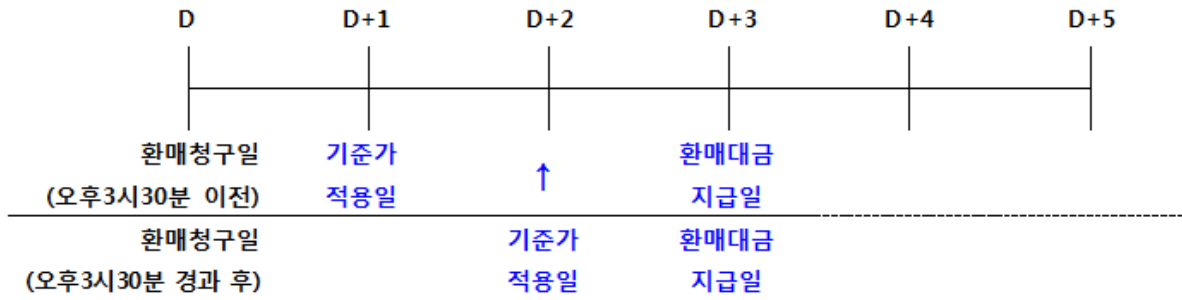 D D+1 D+2 D+3 D+4 D+5
환매청구일 기준가 환매대금
(오후3시30분 이전) 적용일 ↑ 지급일
환매청구일 기준가 환매대금
(오후3시30분 경과 후) 적용일 지급일